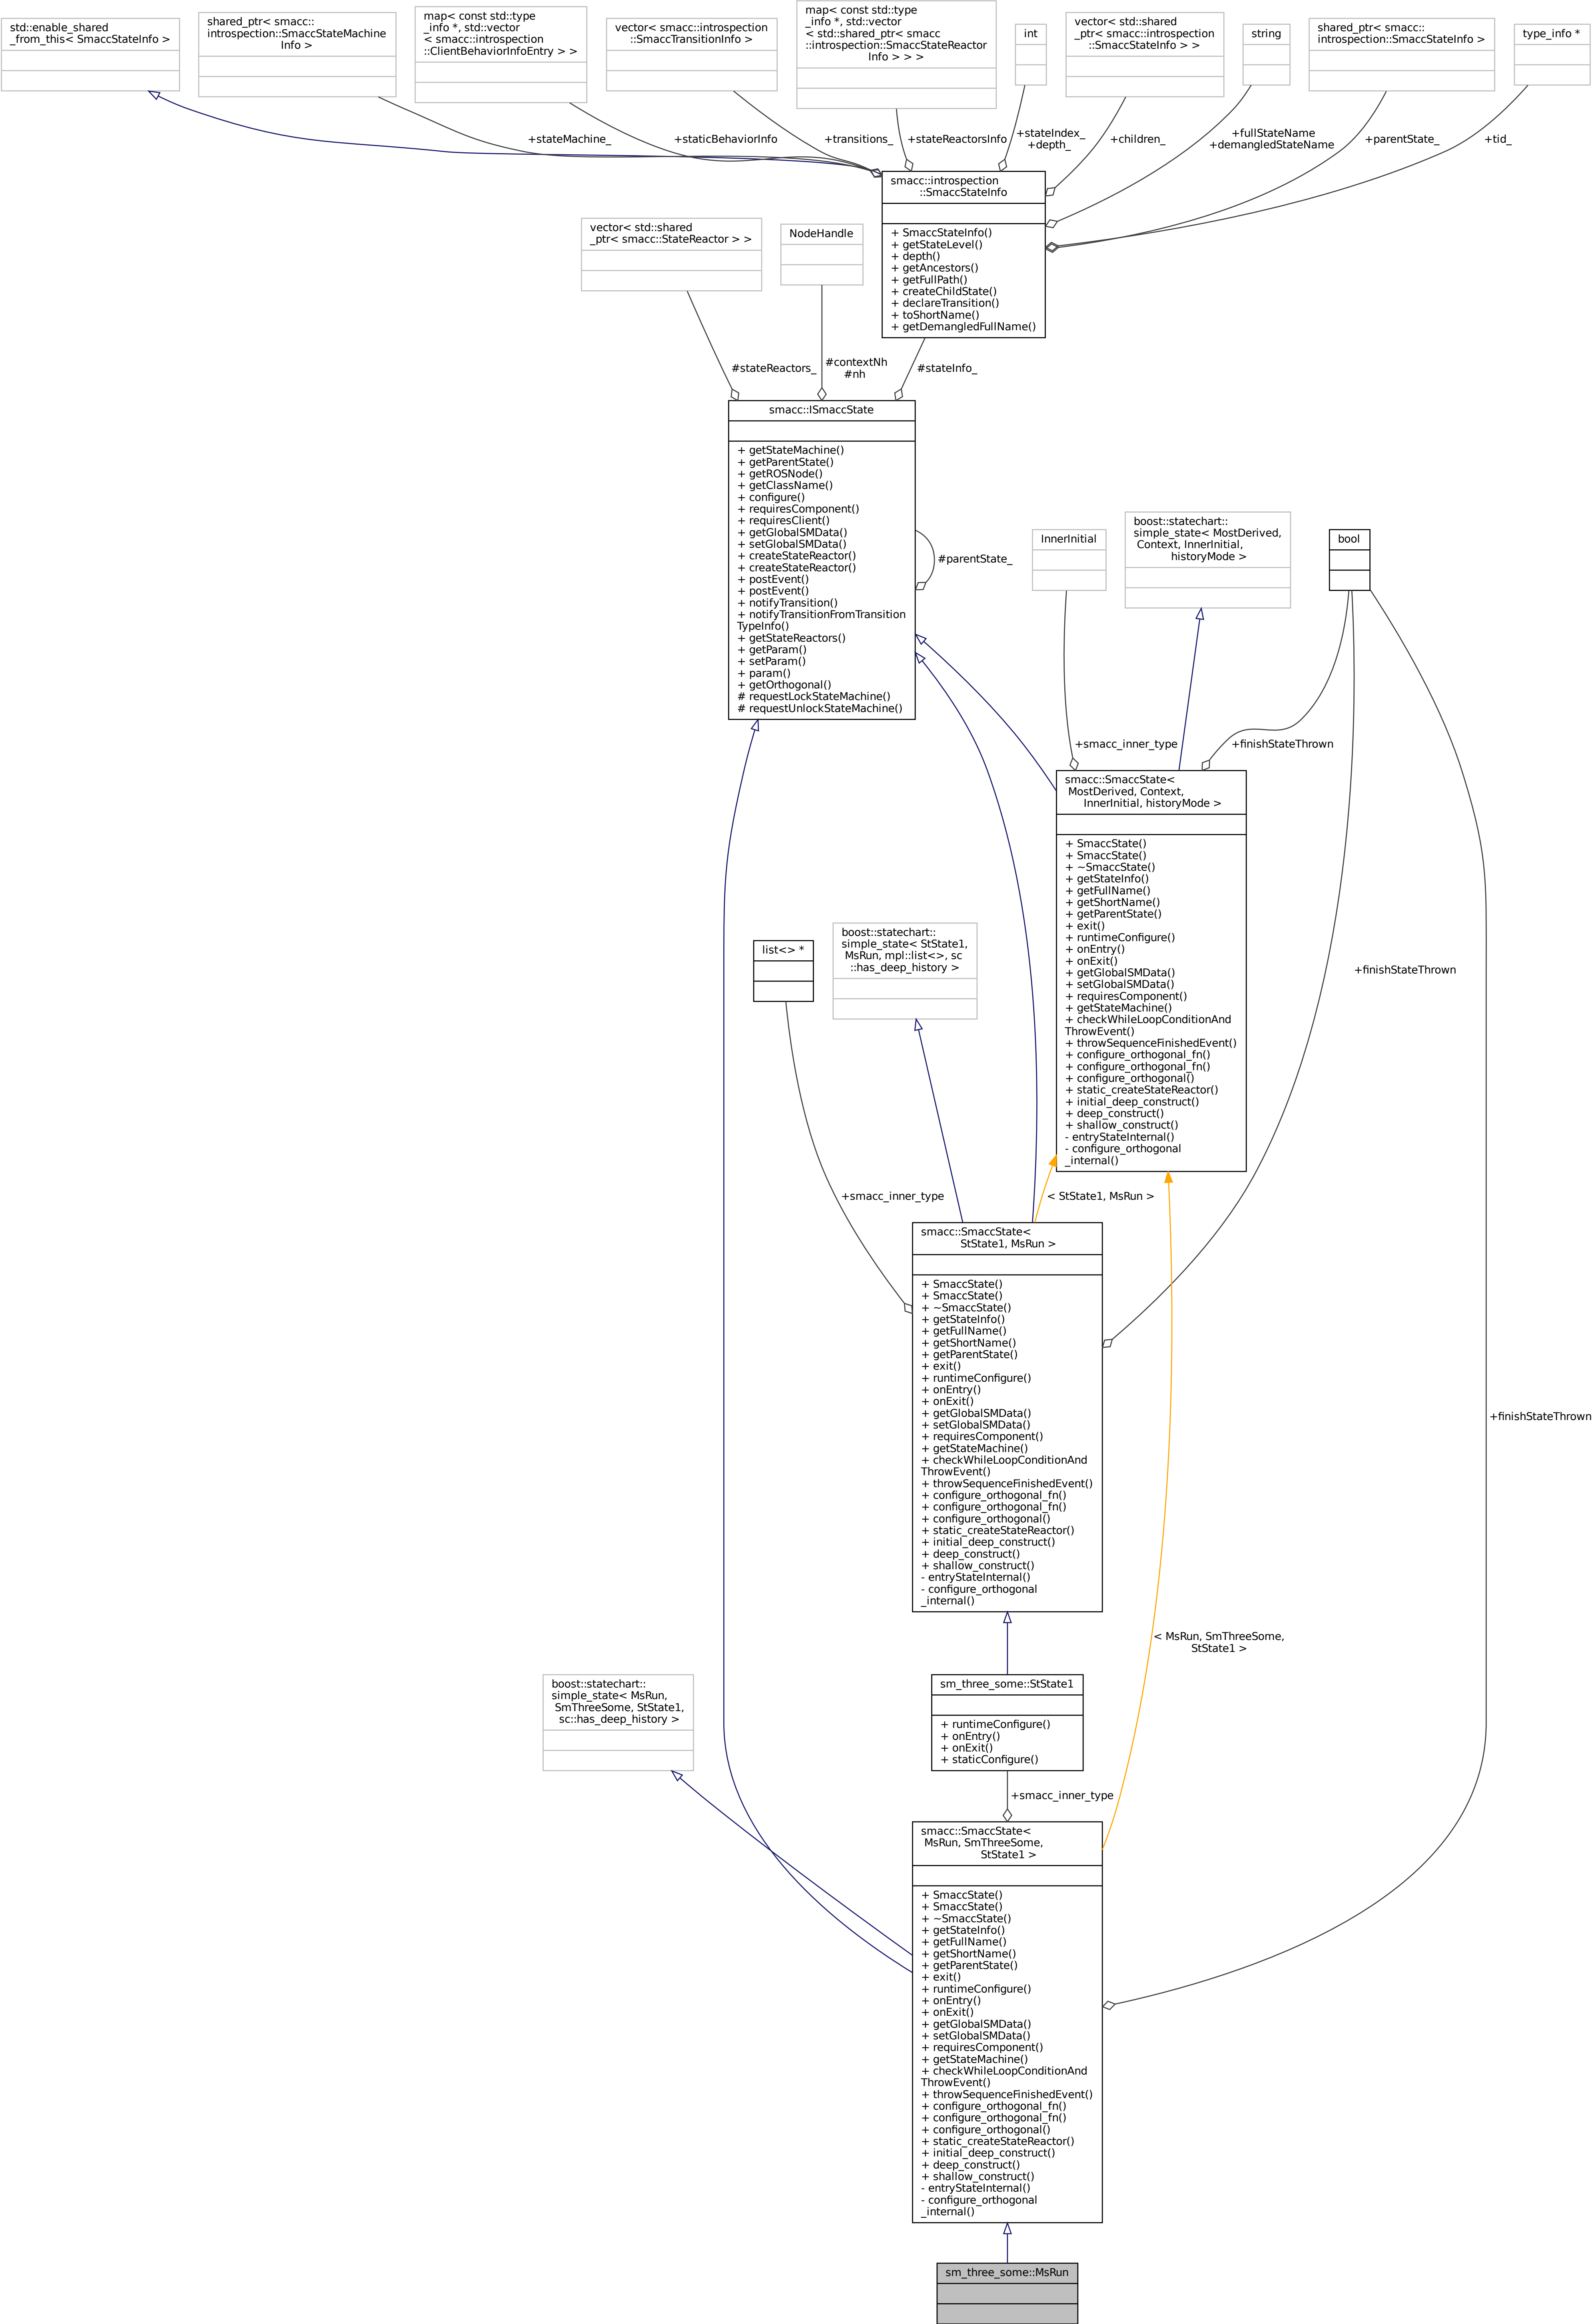 std::enable_shared
_from_this< SmaccStateInfo >
shared_ptr< smacc::
introspection::SmaccStateMachine
Info >
map< const std::type
_info *, std::vector
< smacc::introspection
::ClientBehaviorInfoEntry > >
vector< smacc::introspection
::SmaccTransitionInfo >
map< const std::type
_info *, std::vector
< std::shared_ptr< smacc
::introspection::SmaccStateReactor
Info > > >
int
vector< std::shared
_ptr< smacc::introspection
::SmaccStateInfo > >
string
shared_ptr< smacc::
introspection::SmaccStateInfo >
type_info *
+stateMachine_
+staticBehaviorInfo
+transitions_
+stateReactorsInfo
+stateIndex_
+depth_
+children_
+fullStateName
+demangledStateName
+parentState_
+tid_
smacc::introspection
::SmaccStateInfo
+ SmaccStateInfo()
+ getStateLevel()
+ depth()
+ getAncestors()
+ getFullPath()
+ createChildState()
+ declareTransition()
+ toShortName()
+ getDemangledFullName()
vector< std::shared
_ptr< smacc::StateReactor > >
NodeHandle
#stateReactors_
#contextNh
#nh
#stateInfo_
smacc::ISmaccState
+ getStateMachine()
+ getParentState()
+ getROSNode()
+ getClassName()
+ configure()
+ requiresComponent()
+ requiresClient()
+ getGlobalSMData()
+ setGlobalSMData()
+ createStateReactor()
+ createStateReactor()
+ postEvent()
+ postEvent()
+ notifyTransition()
+ notifyTransitionFromTransition
TypeInfo()
+ getStateReactors()
+ getParam()
+ setParam()
+ param()
+ getOrthogonal()
# requestLockStateMachine()
# requestUnlockStateMachine()
#parentState_
InnerInitial
boost::statechart::
simple_state< MostDerived,
Context, InnerInitial,
historyMode >
bool
+smacc_inner_type
+finishStateThrown
smacc::SmaccState<
MostDerived, Context,
InnerInitial, historyMode >
+ SmaccState()
+ SmaccState()
+ ~SmaccState()
+ getStateInfo()
+ getFullName()
+ getShortName()
+ getParentState()
+ exit()
+ runtimeConfigure()
+ onEntry()
+ onExit()
+ getGlobalSMData()
+ setGlobalSMData()
+ requiresComponent()
+ getStateMachine()
+ checkWhileLoopConditionAnd
ThrowEvent()
+ throwSequenceFinishedEvent()
+ configure_orthogonal_fn()
+ configure_orthogonal_fn()
+ configure_orthogonal()
+ static_createStateReactor()
+ initial_deep_construct()
+ deep_construct()
+ shallow_construct()
- entryStateInternal()
- configure_orthogonal
_internal()
list<> *
boost::statechart::
simple_state< StState1,
MsRun, mpl::list<>, sc
::has_deep_history >
+finishStateThrown
+smacc_inner_type
< StState1, MsRun >
smacc::SmaccState<
StState1, MsRun >
+ SmaccState()
+ SmaccState()
+ ~SmaccState()
+ getStateInfo()
+ getFullName()
+ getShortName()
+ getParentState()
+ exit()
+ runtimeConfigure()
+ onEntry()
+ onExit()
+ getGlobalSMData()
+ setGlobalSMData()
+ requiresComponent()
+ getStateMachine()
+ checkWhileLoopConditionAnd
ThrowEvent()
+ throwSequenceFinishedEvent()
+ configure_orthogonal_fn()
+ configure_orthogonal_fn()
+ configure_orthogonal()
+ static_createStateReactor()
+ initial_deep_construct()
+ deep_construct()
+ shallow_construct()
- entryStateInternal()
- configure_orthogonal
_internal()
+finishStateThrown
< MsRun, SmThreeSome,
StState1 >
boost::statechart::
simple_state< MsRun,
SmThreeSome, StState1,
sc::has_deep_history >
sm_three_some::StState1
+ runtimeConfigure()
+ onEntry()
+ onExit()
+ staticConfigure()
+smacc_inner_type
smacc::SmaccState<
MsRun, SmThreeSome,
StState1 >
+ SmaccState()
+ SmaccState()
+ ~SmaccState()
+ getStateInfo()
+ getFullName()
+ getShortName()
+ getParentState()
+ exit()
+ runtimeConfigure()
+ onEntry()
+ onExit()
+ getGlobalSMData()
+ setGlobalSMData()
+ requiresComponent()
+ getStateMachine()
+ checkWhileLoopConditionAnd
ThrowEvent()
+ throwSequenceFinishedEvent()
+ configure_orthogonal_fn()
+ configure_orthogonal_fn()
+ configure_orthogonal()
+ static_createStateReactor()
+ initial_deep_construct()
+ deep_construct()
+ shallow_construct()
- entryStateInternal()
- configure_orthogonal
_internal()
sm_three_some::MsRun